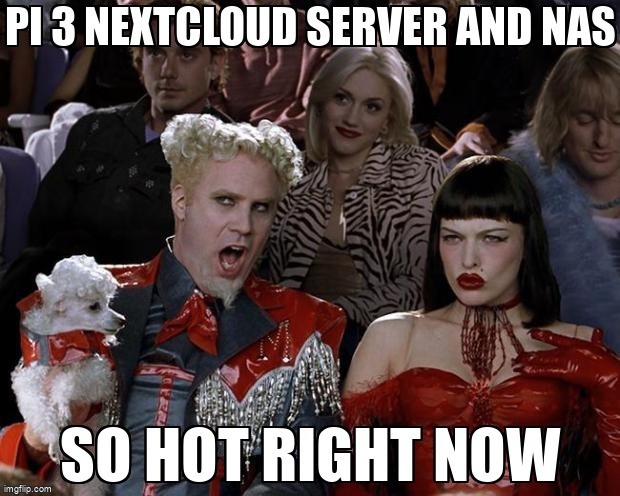 PI 3 NEXTCLOUD SERVER AND NAS
SO HOT RIGHT NOW
imgflip.com